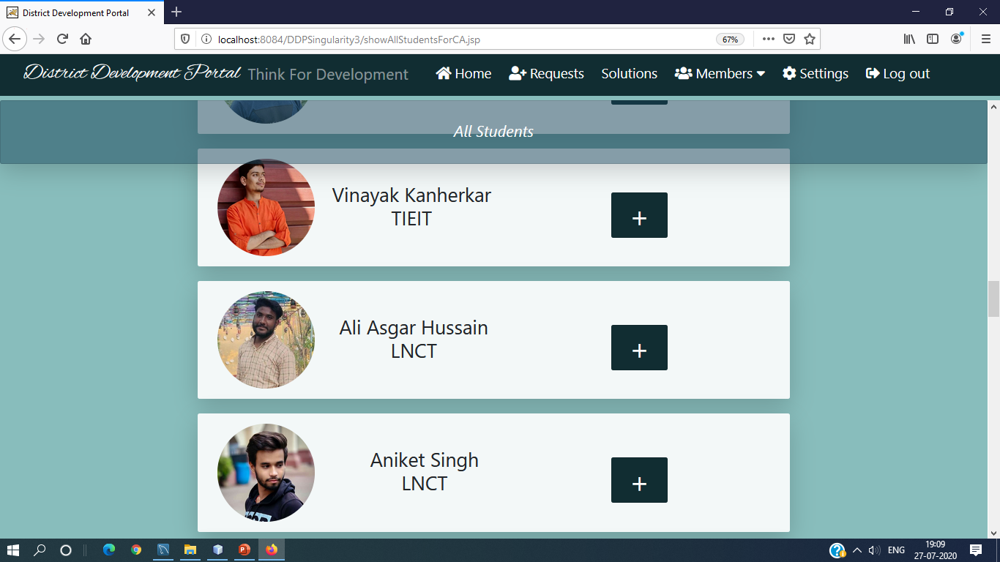 District Development Portal
localhost:8084/DDPSingularity3/showAllStudentsForCA.jsp
67%
District Development Portal Think For Development Home Requests Solutions Members Settings Log out
All Students
Vinayak Kanherkar
TIEIT
+
Ali Asgar Hussain
LNCT
+
Aniket Singh
LNCT
+
ENG
19:09
27-07-2020